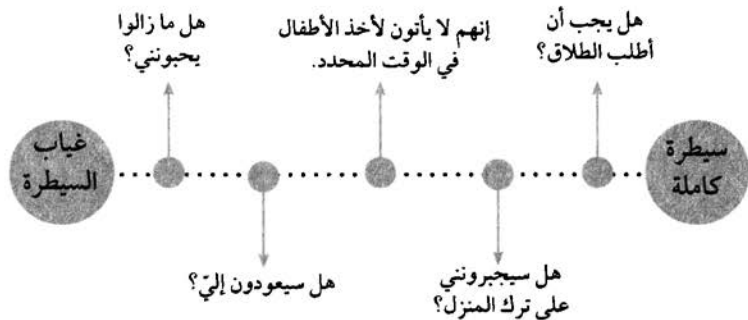 هل يجب أن
أطلب الطلاق؟
إنهم لا يأتون لأخذ الأطفال
في الوقت المحدد.
هل ما زالوا
يحبونني؟
سيطرة
كاملة
غياب
السيطرة
هل سيجبرونني
على ترك المنزل؟
هل سيعودون إليّ؟